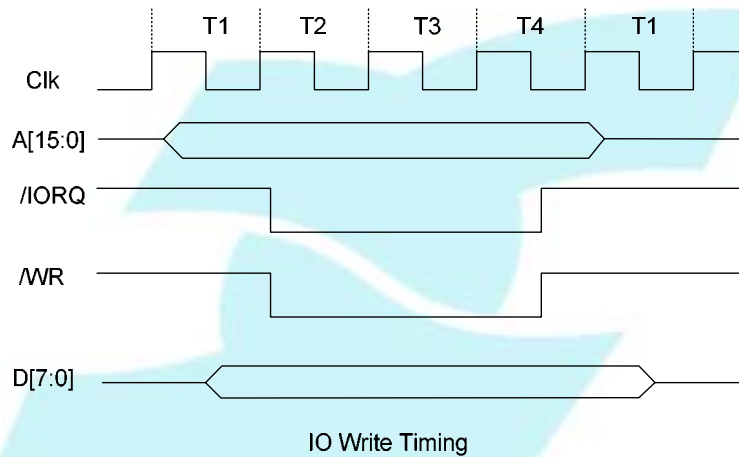 T1 T2 T3 T4 T1
Clk
A[15:0]
/IORQ
/WR
D[7:0]
IO Write Timing